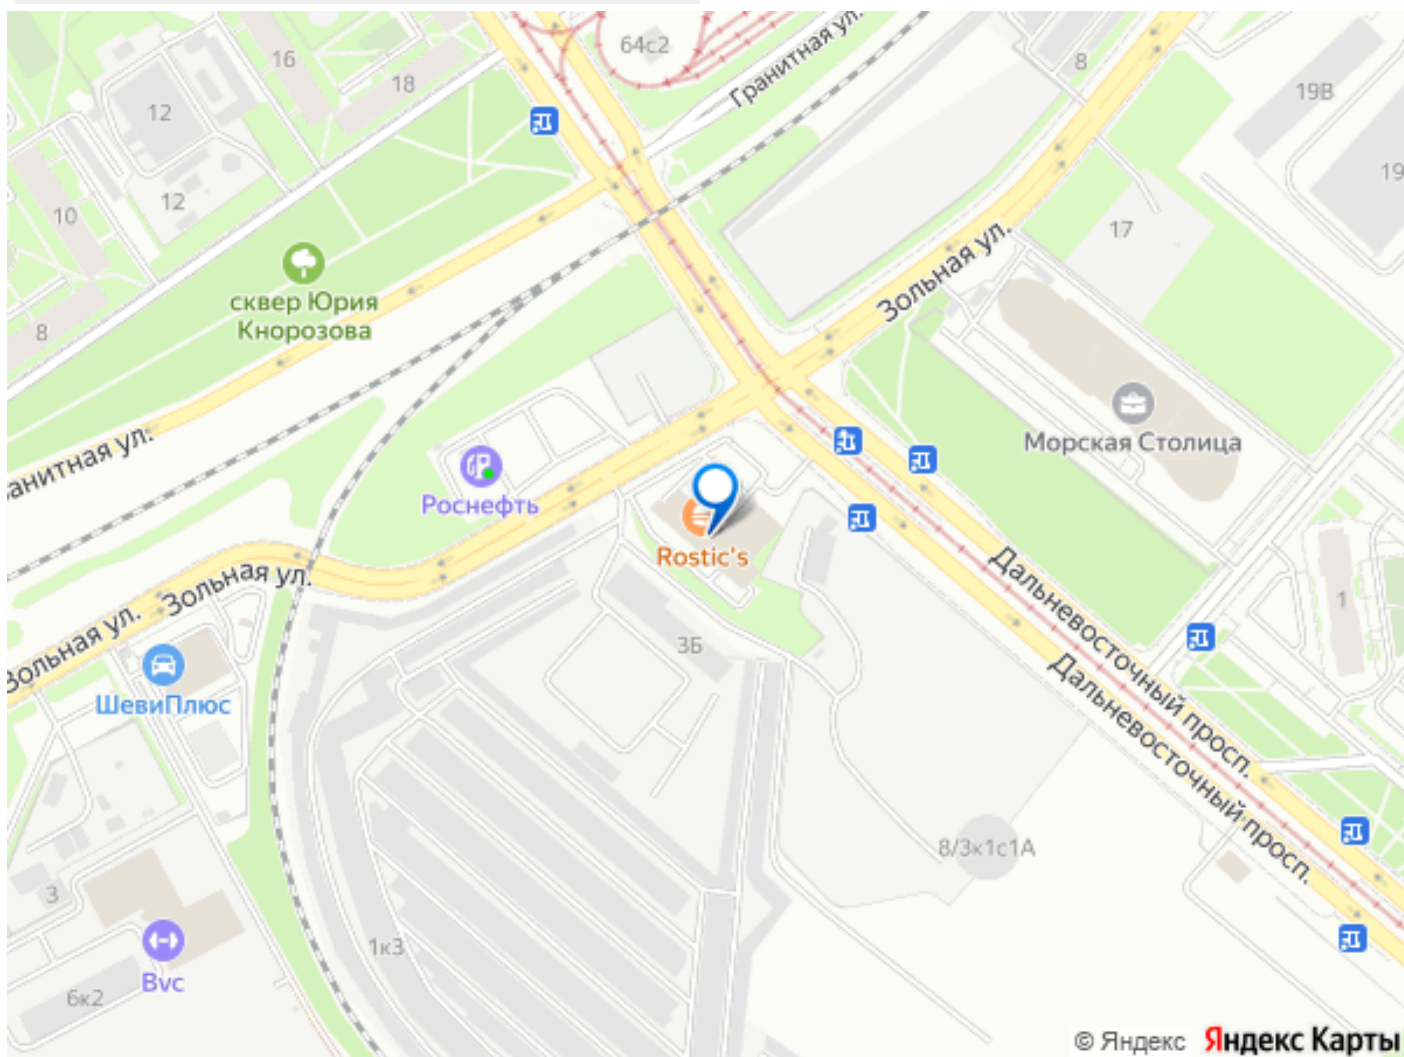 64с2
16
18
Гранитная ул.
8
19В
12
12
10
19
17
сквер Юрия
Кнорозова
Зольная ул.
8
Морская Столица
анитная ул.
Роснефть
Rostic's
Зольная ул.
Зольная ул.
Дальневосточный просп.
1
3Б
ШевиПлюс
Дальневосточный просп.
8/3к1с1А
3
1к3
Bvc
6к2
© Яндекс Яндекс Карты